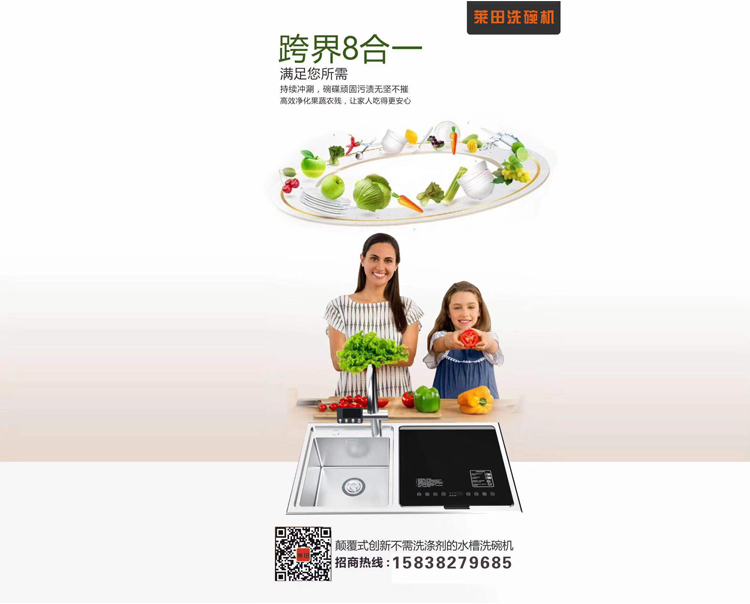 莱田洗碗机
跨界8合一
满足您所需
持续冲涮，碗碟顽固污渍无坚不摧
高效净化果蔬农残，让家人吃得更安心
颠覆式创新不需洗涤剂的水槽洗碗机
招商热线：15838279685